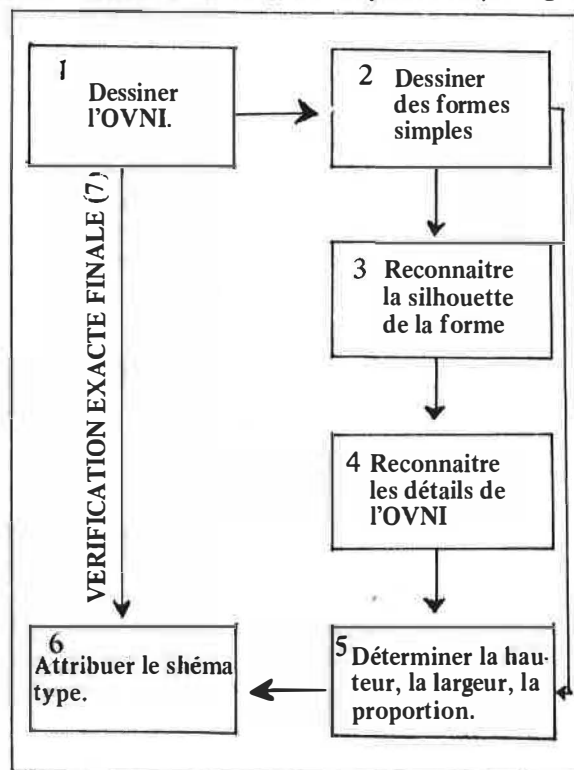 1
Dessiner
l'OVNI.
2 Dessiner
des formes
simples
3 Reconnaitre
la silhouette
de la forme
4 Reconnaitre
les détails de
l'OVNI
5 Déterminer la hau-
teur, la largeur, la
proportion.
6
Attribuer le shéma
type.
VERIFICATION EXACTE FINALE (7)